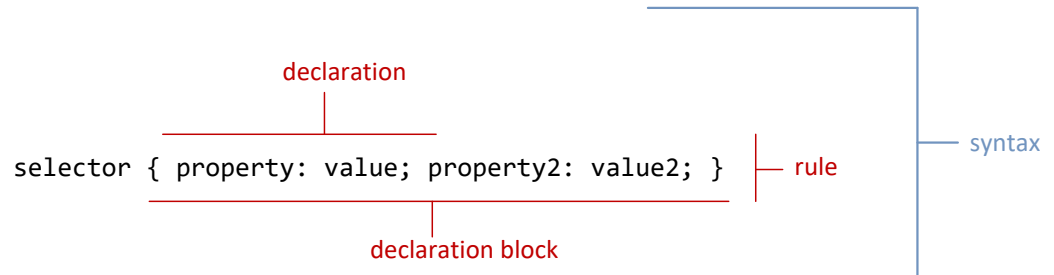 declaration
syntax
selector { property: value; property2: value2; }
rule
declaration block